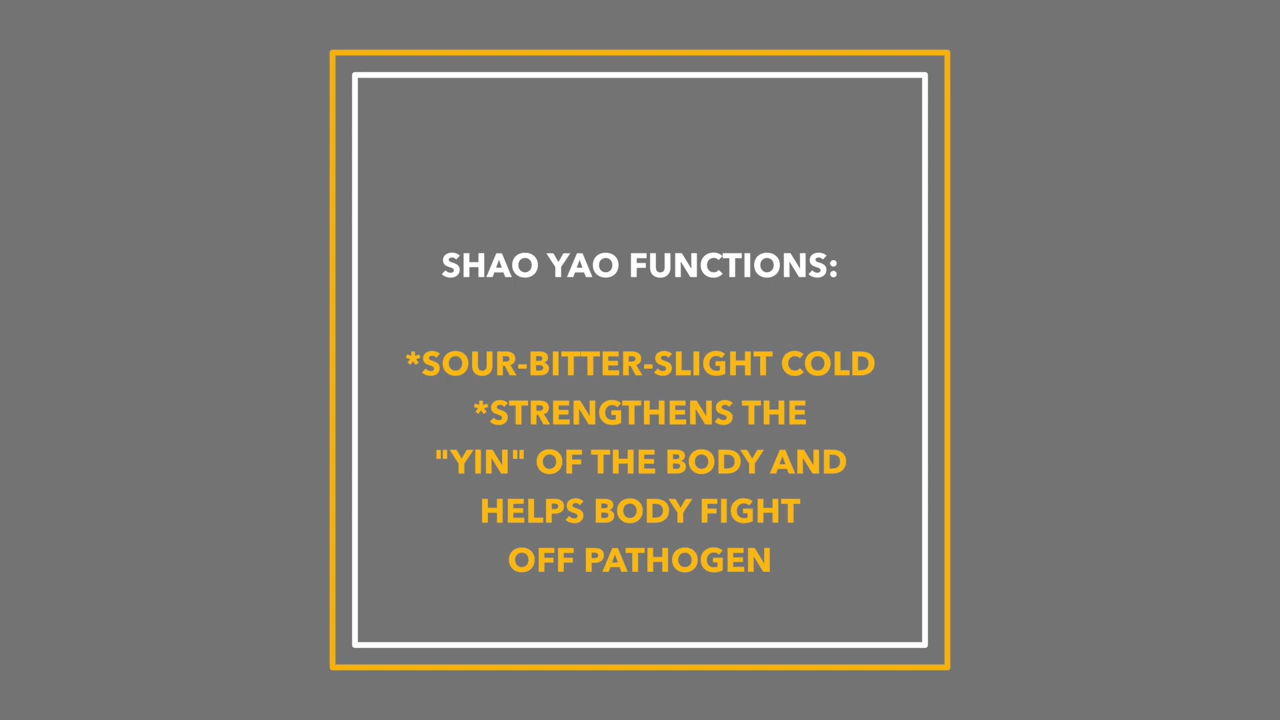 SHAO YAO FUNCTIONS:
*SOUR-BITTER-SLIGHT COLD
*STRENGTHENS THE
"YIN" OF THE BODY AND
HELPS BODY FIGHT
OFF PATHOGEN